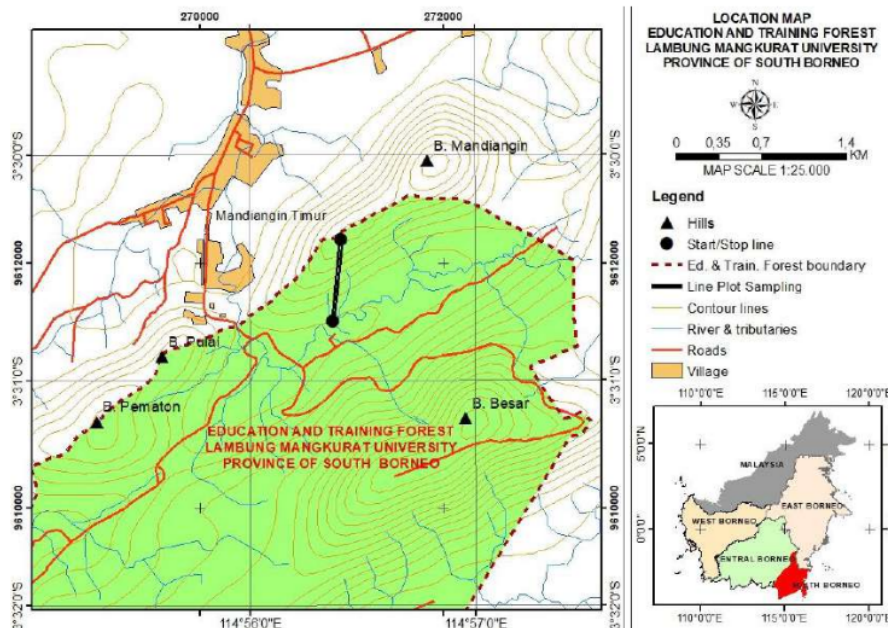 270000
272000
3°30'0"S
9612000
3°31'0"S
9610000
3°32'0"S
B. Mandiangin
Mandiangin Timur
B. Pulai
B. Pematon
B. Besar
EDUCATION AND TRAINING FOREST
LAMBUNG MANGKURAT UNIVERSITY
PROVINCE OF SOUTH BORNEO
3°30'0"S
9612000
3°31'0"S
9610000
3°32'0"S
114°56'0"E
114°57'0"E
LOCATION MAP
EDUCATION AND TRAINING FOREST
LAMBUNG MANGKURAT UNIVERSITY
PROVINCE OF SOUTH BORNEO
N
W E
S
0 0,35 0,7 1,4
KM
MAP SCALE 1:25.000
Legend
Hills
Start/Stop line
Ed. & Train. Forest boundary
Line Plot Sampling
Contour lines
River & tributaries
Roads
Village
110°0'0"E 115°0'0"E 120°0'0"E
5°0'0"N
0°0'0"
MALAYSIA
EAST BORNEO
WEST BORNEO
CENTRAL BORNEO
SOUTH BORNEO
110°0'0"E 115°0'0"E 120°0'0"E